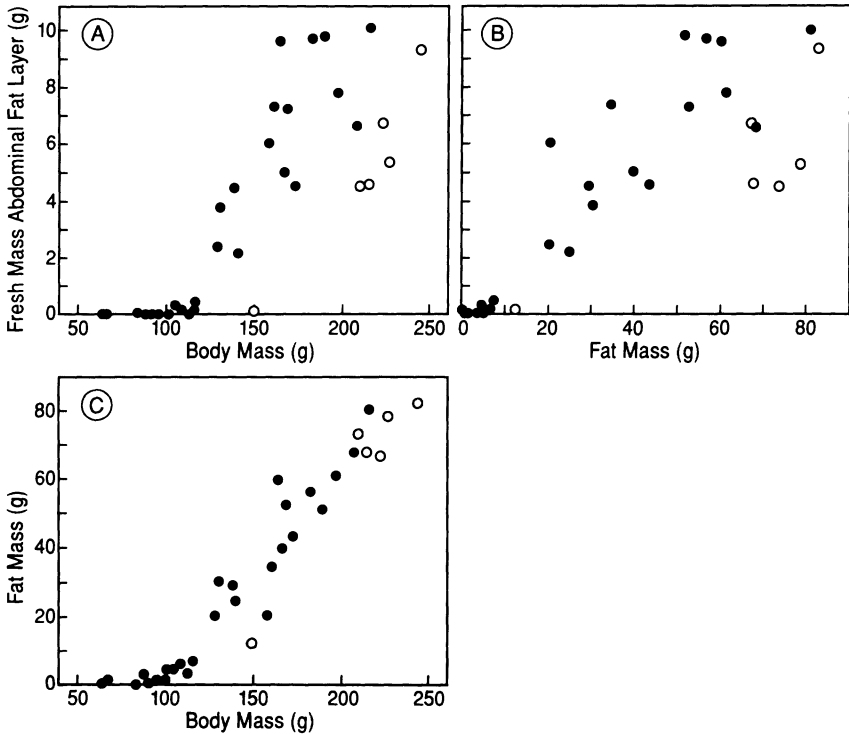 Fresh Mass Abdominal Fat Layer (g)
A
10
8
6
4
2
0
50 100 150 200 250
Body Mass (g)
B
0 20 40 60 80
Fat Mass (g)
C
Fat Mass (g)
80
60
40
20
0
50 100 150 200 250
Body Mass (g)